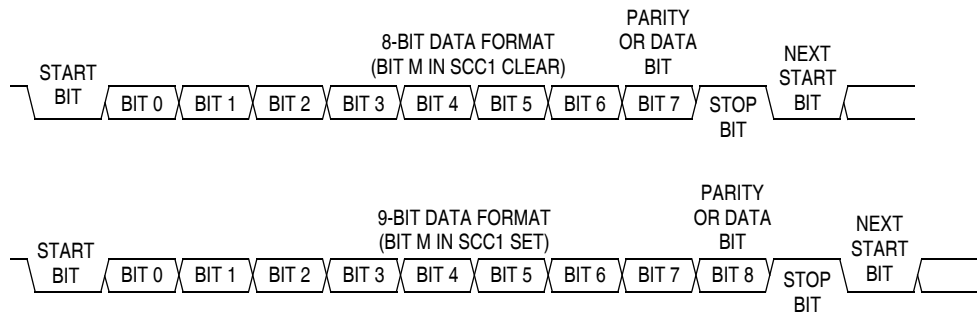 8-BIT DATA FORMAT
(BIT M IN SCC1 CLEAR)
PARITY
OR DATA
BIT
START
BIT
BIT 0 BIT 1 BIT 2 BIT 3 BIT 4 BIT 5 BIT 6 BIT 7
STOP
BIT
NEXT
START
BIT
9-BIT DATA FORMAT
(BIT M IN SCC1 SET)
PARITY
OR DATA
BIT
START
BIT
BIT 0 BIT 1 BIT 2 BIT 3 BIT 4 BIT 5 BIT 6 BIT 7 BIT 8
STOP
BIT
NEXT
START
BIT